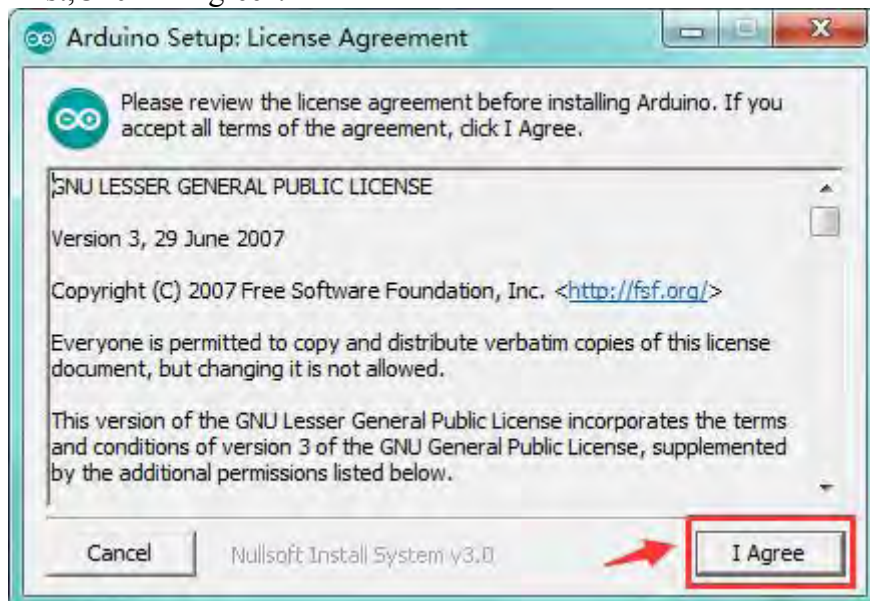 Arduino Setup: License Agreement
Please review the license agreement before installing Arduino. If you
accept all terms of the agreement, click I Agree.
GNU LESSER GENERAL PUBLIC LICENSE
Version 3, 29 June 2007
Copyright (C) 2007 Free Software Foundation, Inc. <http://fsf.org/>
Everyone is permitted to copy and distribute verbatim copies of this license
document, but changing it is not allowed.
This version of the GNU Lesser General Public License incorporates the terms
and conditions of version 3 of the GNU General Public License, supplemented
by the additional permissions listed below.
Cancel
Nullsoft Install System v3.0
I Agree